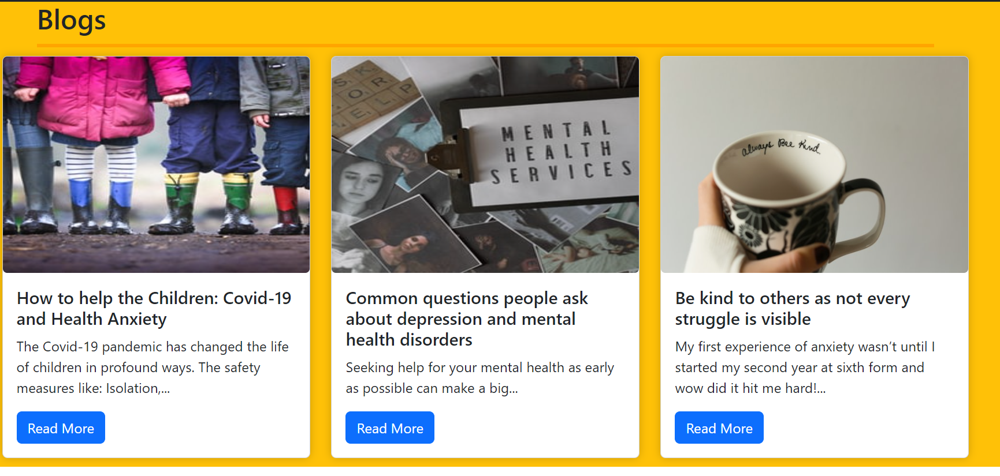 Blogs
MENTAL
HEALTH
SERVICES
always Bee Kind.
How to help the Children: Covid-19
and Health Anxiety
The Covid-19 pandemic has changed the life
of children in profound ways. The safety
measures like: Isolation,...
Read More
Common questions people ask
about depression and mental
health disorders
Seeking help for your mental health as early
as possible can make a big...
Read More
Be kind to others as not every
struggle is visible
My first experience of anxiety wasn’t until I
started my second year at sixth form and
wow did it hit me hard!...
Read More